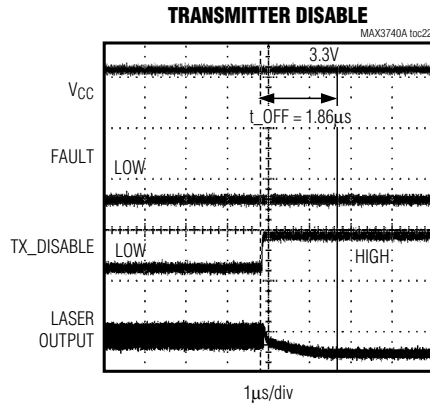 TRANSMITTER DISABLE
MAX3740A toc22
3.3V
VCC
t_OFF = 1.86µs
FAULT
LOW
TX_DISABLE
LOW
HIGH
LASER
OUTPUT
1µs/div